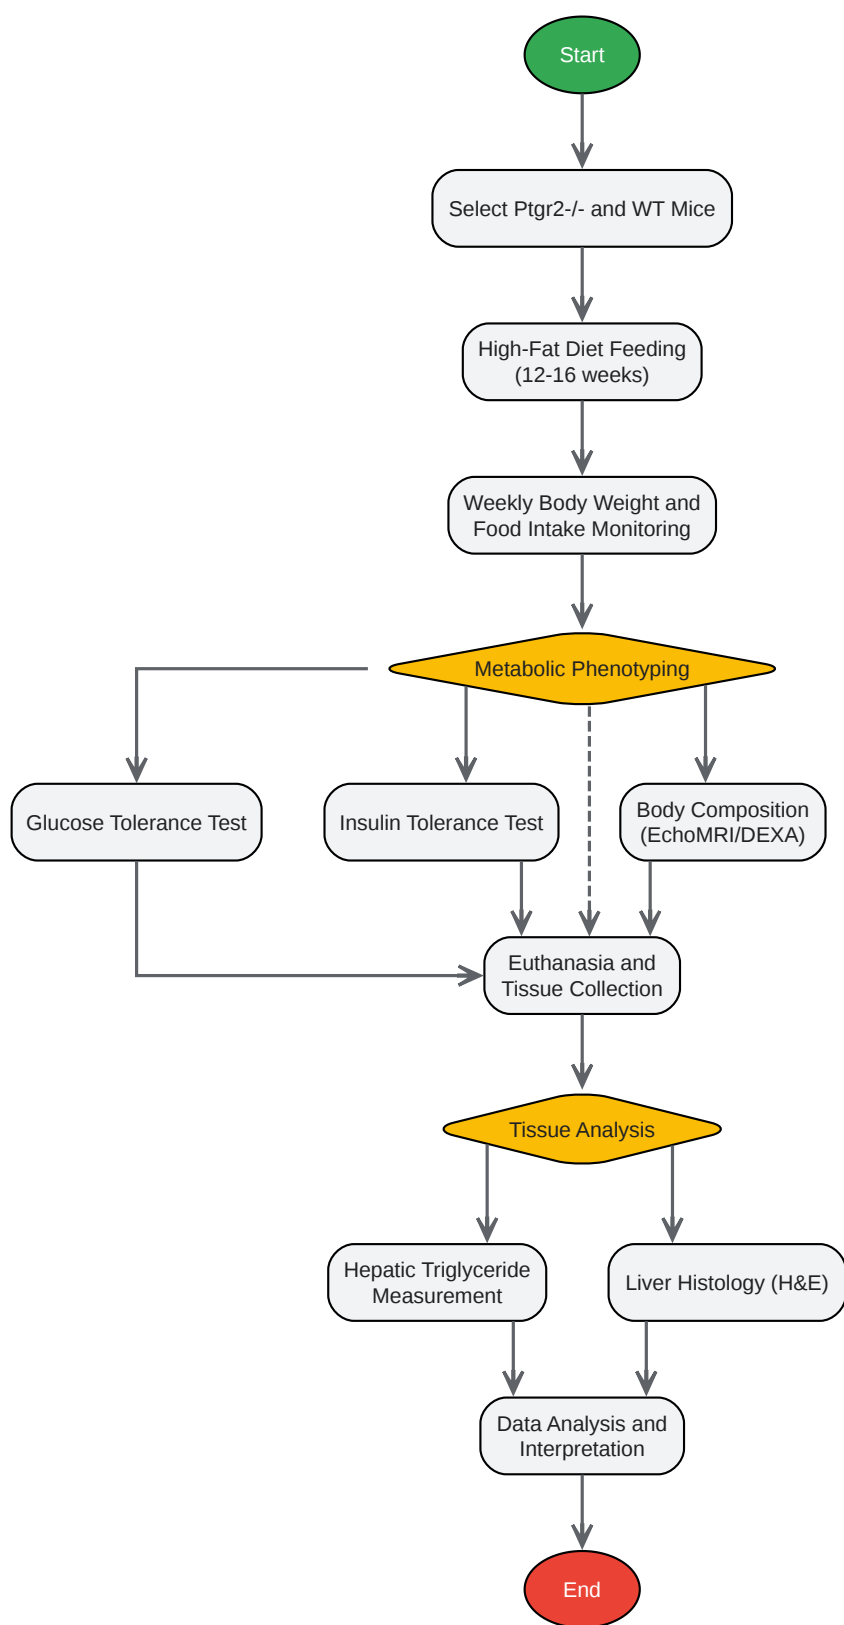 Start
Select Ptgr2-/- and WT Mice
High-Fat Diet Feeding
(12-16 weeks)
Weekly Body Weight and
Food Intake Monitoring
Metabolic Phenotyping
Glucose Tolerance Test
Insulin Tolerance Test
Body Composition
(EchoMRI/DEXA)
Euthanasia and
Tissue Collection
Tissue Analysis
Hepatic Triglyceride
Measurement
Liver Histology (H&E)
Data Analysis and
Interpretation
End